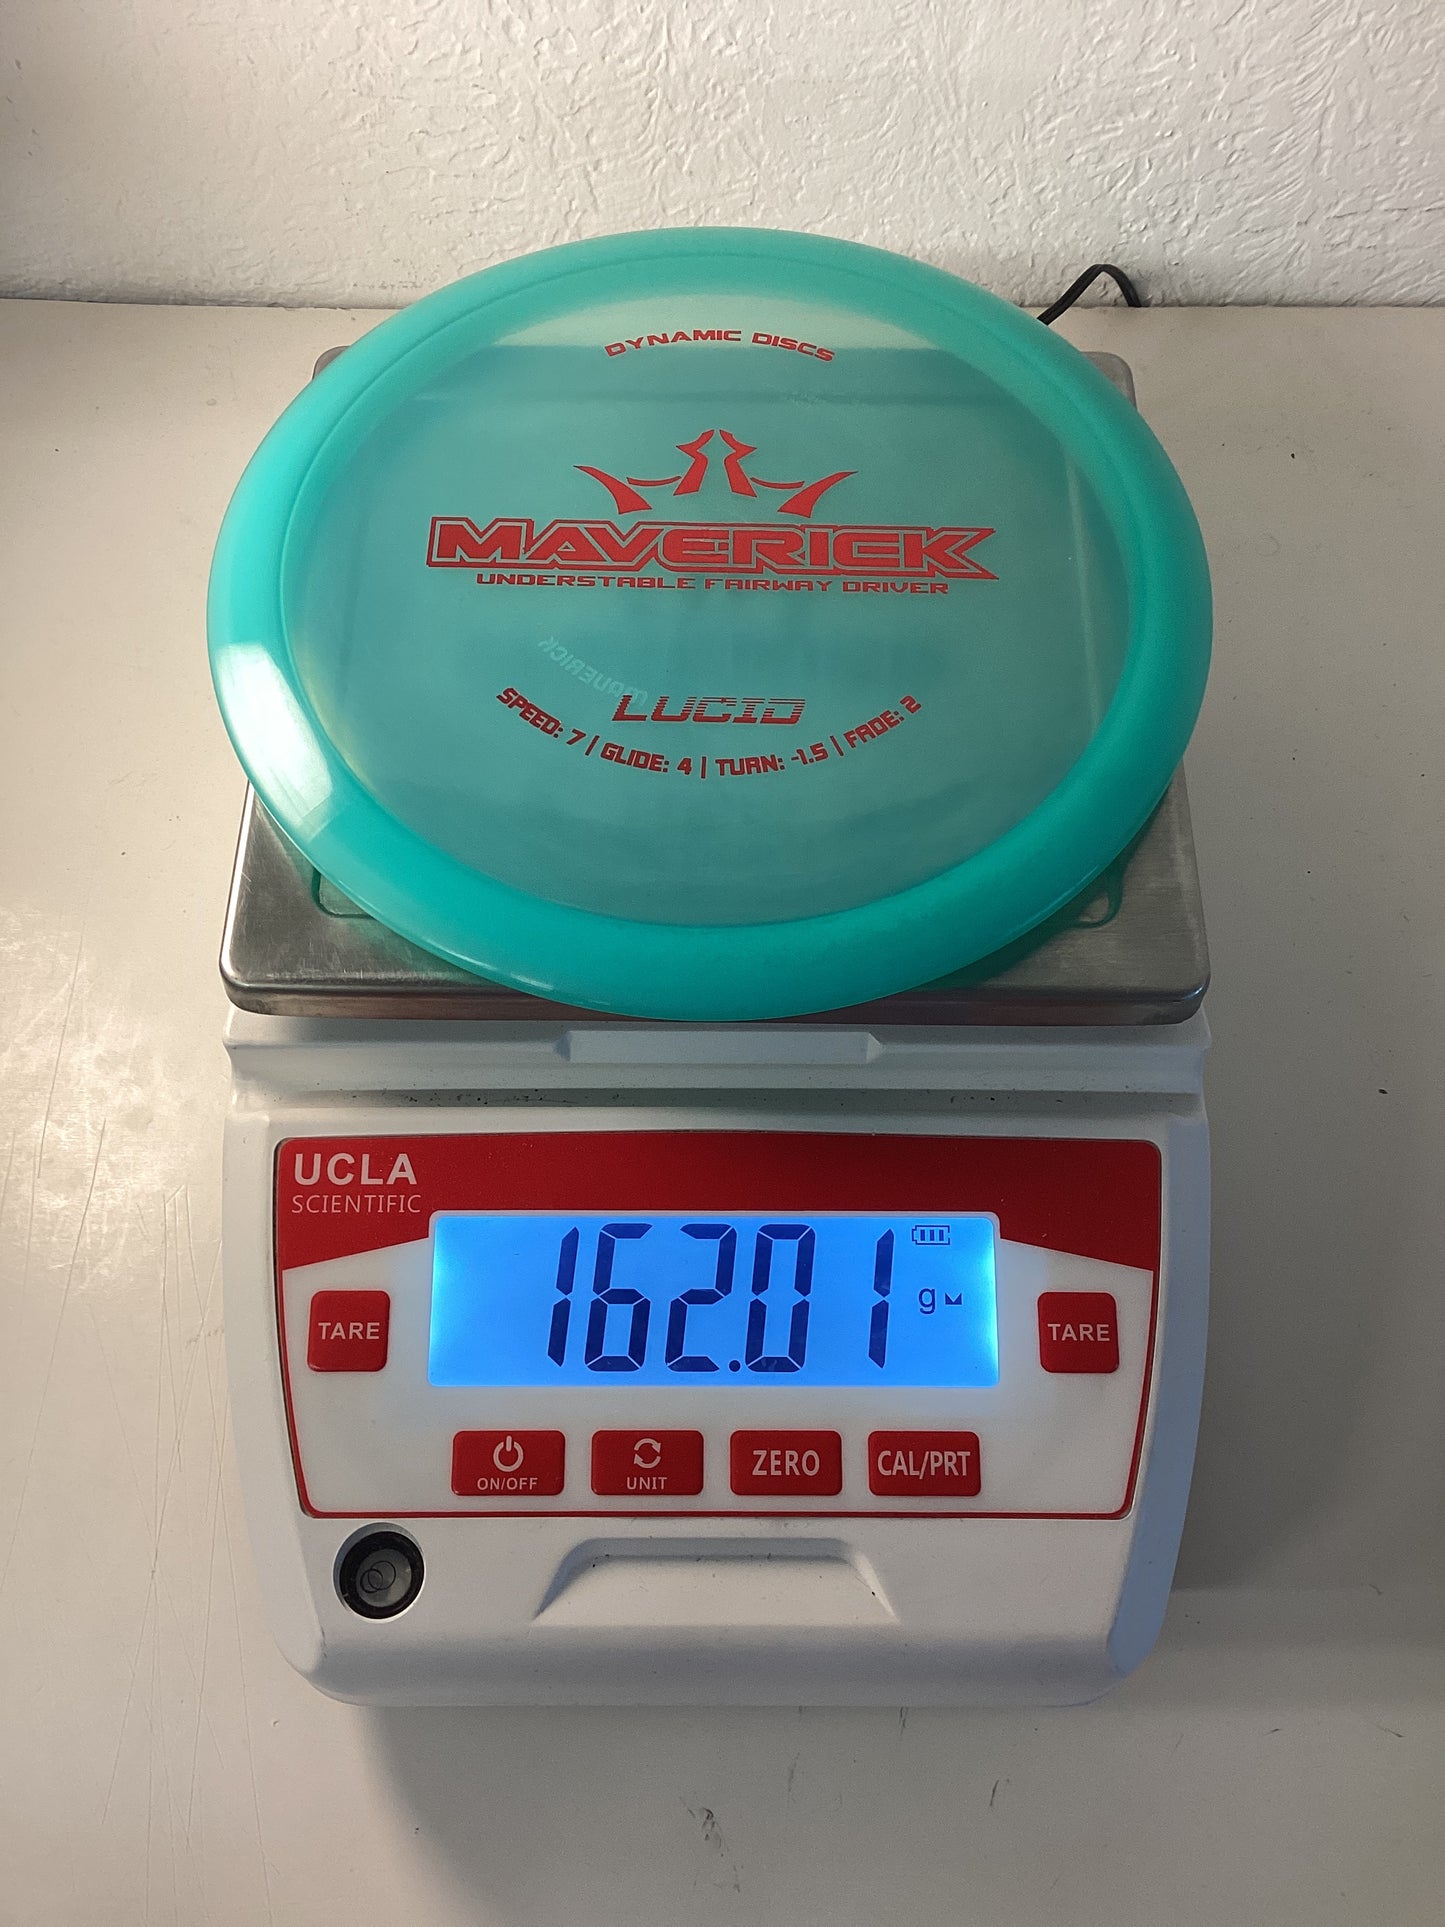 DYNAMIC DISCS
MAVERICK
UNDERSTABLE FAIRWAY DRIVER
MAVERICK
LUCID
SPEED: 7 | GLIDE: 4 | TURN: -1.5 | FADE: 2
UCLA
SCIENTIFIC
162.01 g
TARE
TARE
ON/OFF
UNIT
ZERO
CAL/PRT